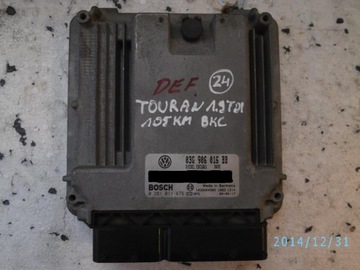 DEF.
24
TOURAN 1.9TDI
105KM BKC
03G 906 016 BB
BOSCH
Made in Germany
2014/12/31